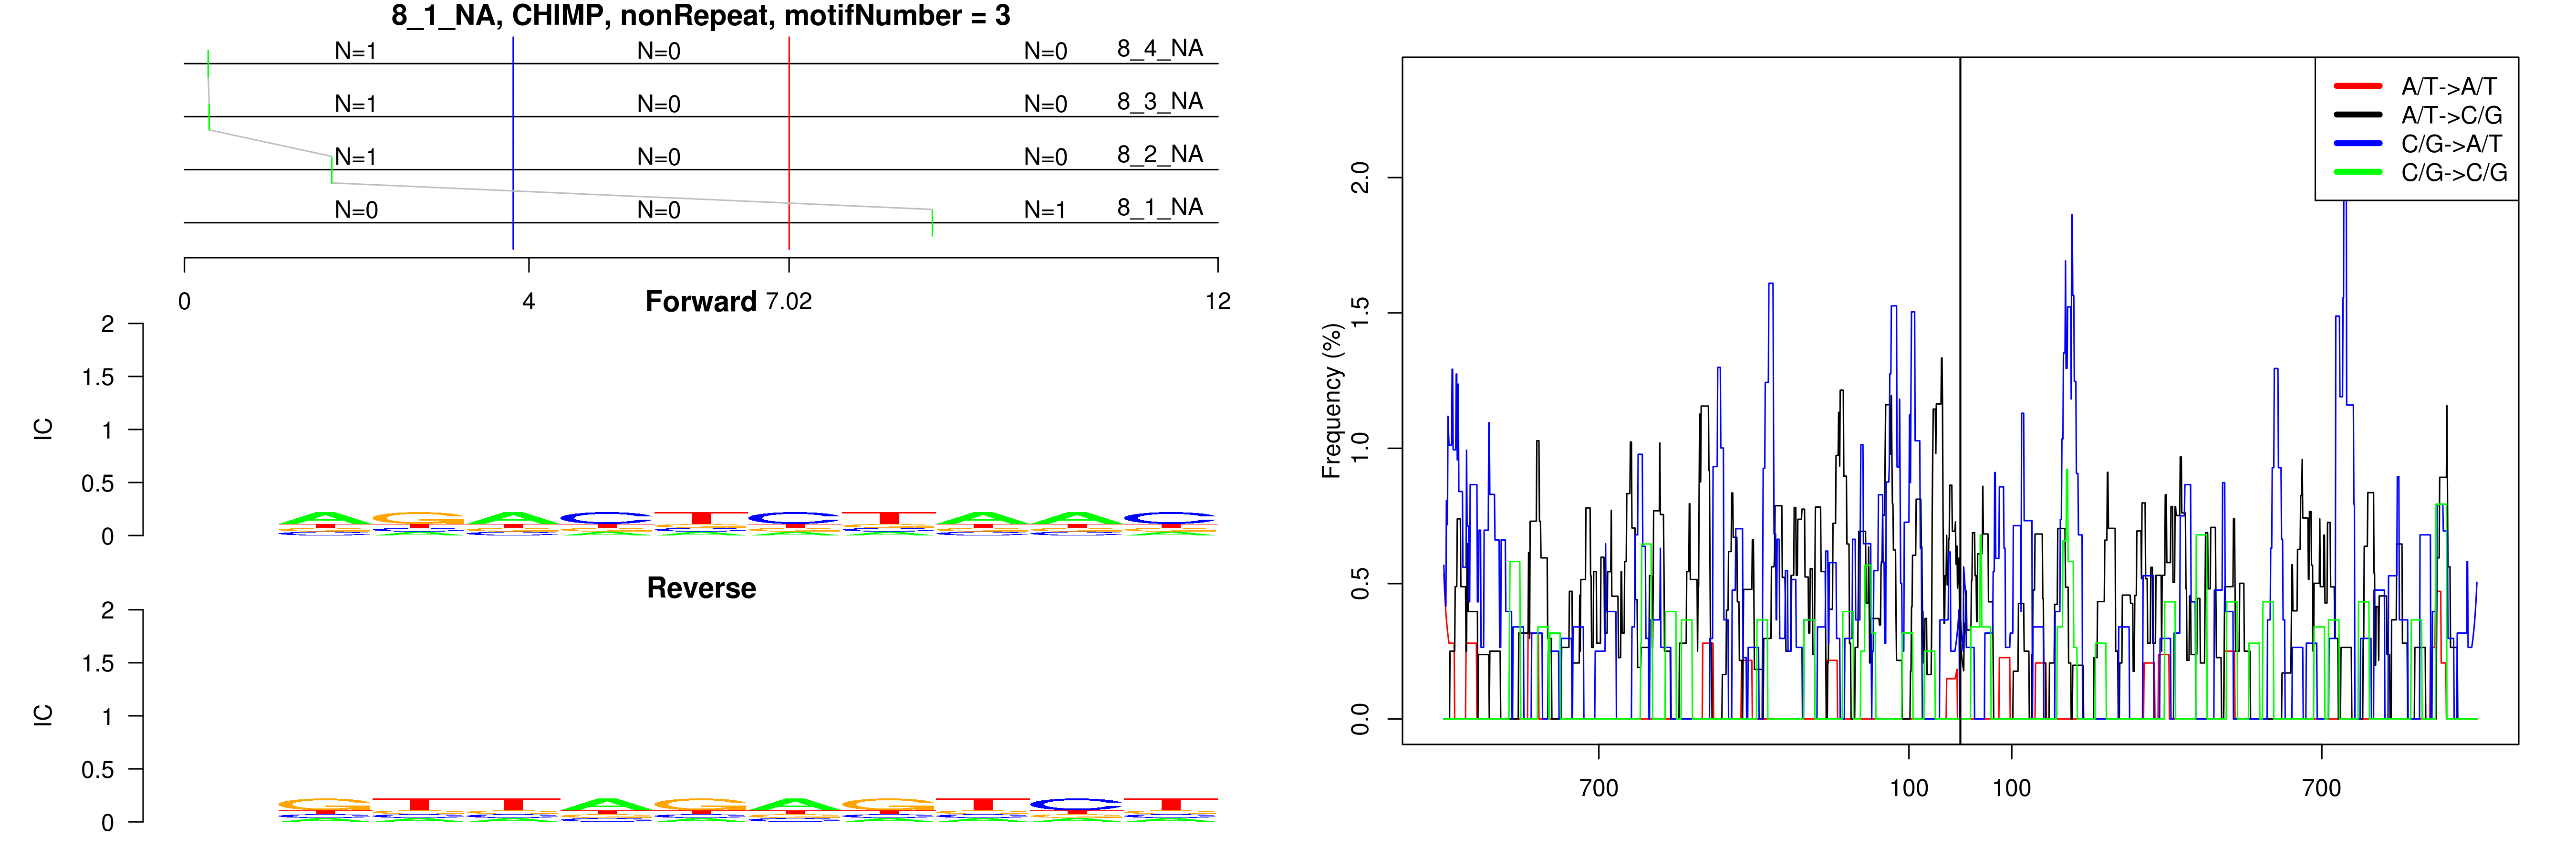 8_1_NA, CHIMP, nonRepeat, motifNumber = 3
N=1 N=0 N=0 8_4_NA
N=1 N=0 N=0 8_3_NA
N=1 N=0 N=0 8_2_NA
N=0 N=0 N=1 8_1_NA
0 4 7.02 12
Forward
IC
2
1.5
1
0.5
0
AGACTCTAAC
Reverse
IC
2
1.5
1
0.5
0
GTTAGAGTCT
Frequency (%)
2.0
1.5
1.0
0.5
0.0
700 100 100 700
A/T->A/T
A/T->C/G
C/G->A/T
C/G->C/G